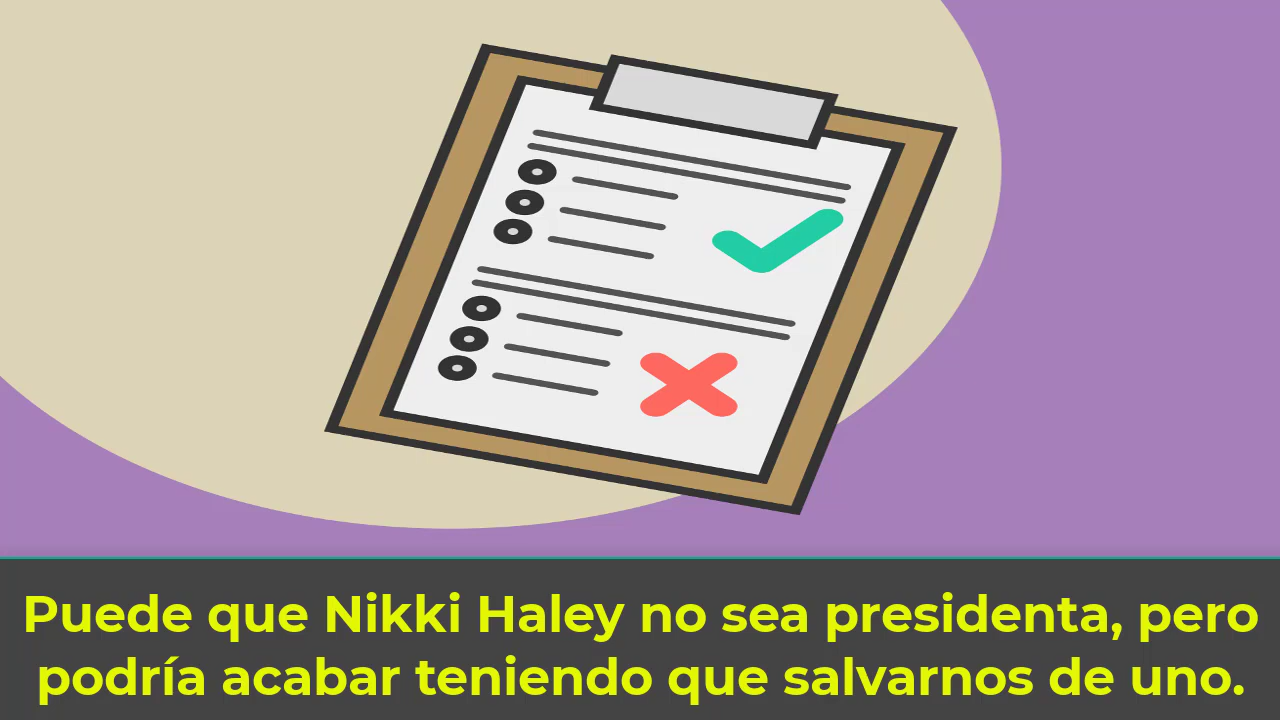 Puede que Nikki Haley no sea presidenta, pero
podría acabar teniendo que salvarnos de uno.